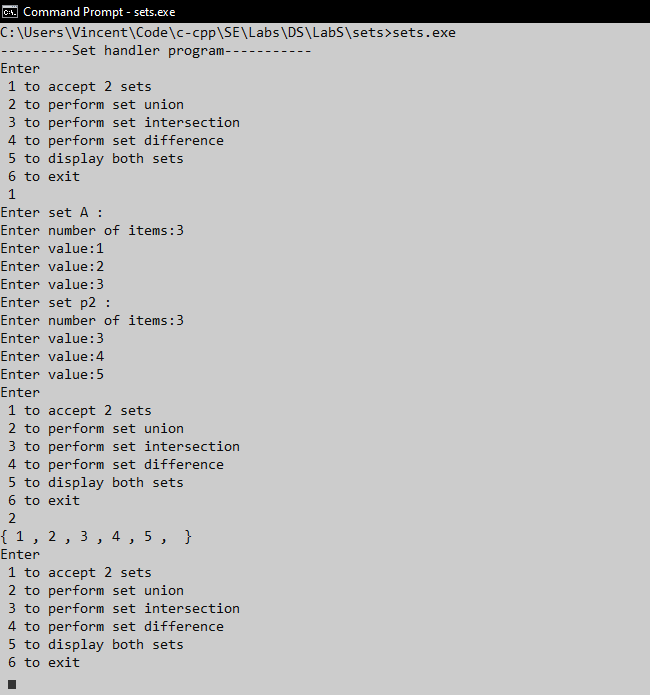 Command Prompt - sets.exe
C:\Users\Vincent\Code\c-cpp\SE\Labs\DS\LabS\sets>sets.exe
---------Set handler program-----------
Enter
1 to accept 2 sets
2 to perform set union
3 to perform set intersection
4 to perform set difference
5 to display both sets
6 to exit
1
Enter set A :
Enter number of items:3
Enter value:1
Enter value:2
Enter value:3
Enter set p2 :
Enter number of items:3
Enter value:3
Enter value:4
Enter value:5
Enter
1 to accept 2 sets
2 to perform set union
3 to perform set intersection
4 to perform set difference
5 to display both sets
6 to exit
2
{ 1 , 2 , 3 , 4 , 5 ,  }
Enter
1 to accept 2 sets
2 to perform set union
3 to perform set intersection
4 to perform set difference
5 to display both sets
6 to exit